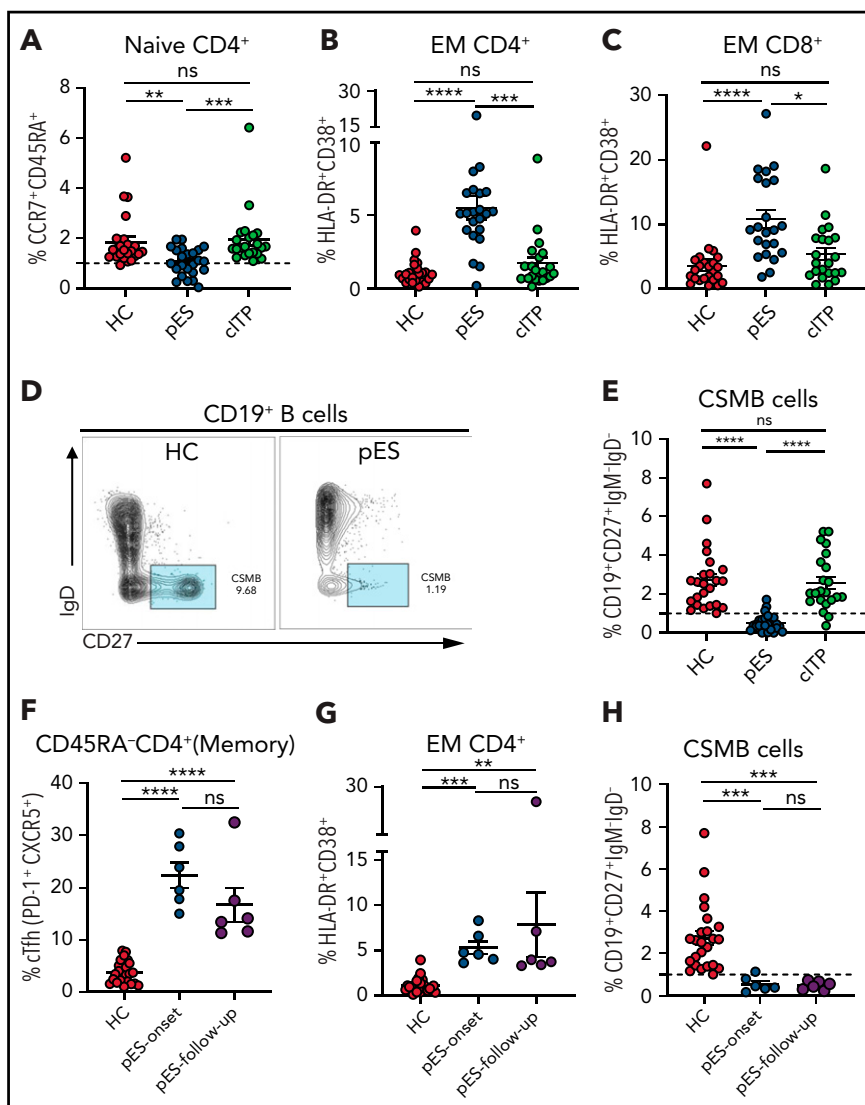 A
Naive CD4+
ns
** ***
% CCR7+CD45RA+
8
6
4
2
0
HC
pES
cITP
B
EM CD4+
ns
**** ***
% HLA-DR+CD38+
30
15
10
5
0
HC
pES
cITP
C
EM CD8+
ns
**** *
% HLA-DR+CD38+
30
20
10
0
HC
pES
cITP
D
CD19+ B cells
HC
pES
CSMB
9.68
CSMB
1.19
IgD
CD27
E
CSMB cells
ns
**** ****
% CD19+CD27+IgM-IgD-
10
8
6
4
2
0
HC
pES
cITP
F
CD45RA–CD4+(Memory)
****
**** ns
% cTfh (PD-1+ CXCR5+)
40
30
20
10
0
HC
pES-onset
pES-follow-up
G
EM CD4+
**
*** ns
% HLA-DR+CD38+
30
15
10
5
0
HC
pES-onset
pES-follow-up
H
CSMB cells
***
*** ns
% CD19+CD27+IgM-IgD-
10
8
6
4
2
0
HC
pES-onset
pES-follow-up